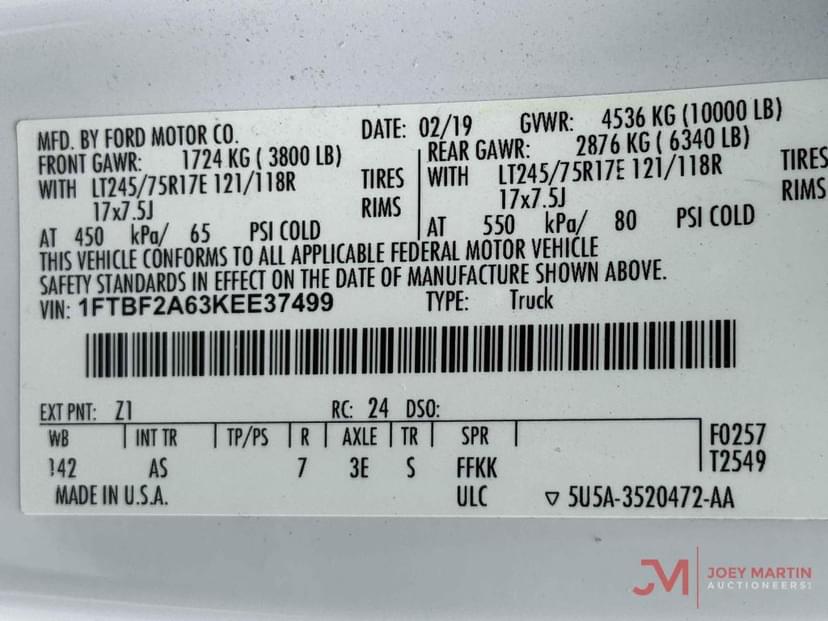 MFD. BY FORD MOTOR CO. DATE: 02/19 GVWR: 4536 KG (10000 LB)
FRONT GAWR: 1724 KG ( 3800 LB) REAR GAWR: 2876 KG ( 6340 LB)
WITH LT245/75R17E 121/118R TIRES WITH LT245/75R17E 121/118R TIRES
17x7.5J RIMS 17x7.5J RIMS
AT 450 kPa/ 65 PSI COLD AT 550 kPa/ 80 PSI COLD
THIS VEHICLE CONFORMS TO ALL APPLICABLE FEDERAL MOTOR VEHICLE
SAFETY STANDARDS IN EFFECT ON THE DATE OF MANUFACTURE SHOWN ABOVE.
VIN: 1FTBF2A63KEE37499 TYPE: Truck
EXT PNT: Z1 RC: 24 DSO:
WB INT TR TP/PS R AXLE TR SPR F0257
142 AS 7 3E S FFKK T2549
MADE IN U.S.A. ULC ▽ 5U5A-3520472-AA
JM JOEY MARTIN
AUCTIONEERS